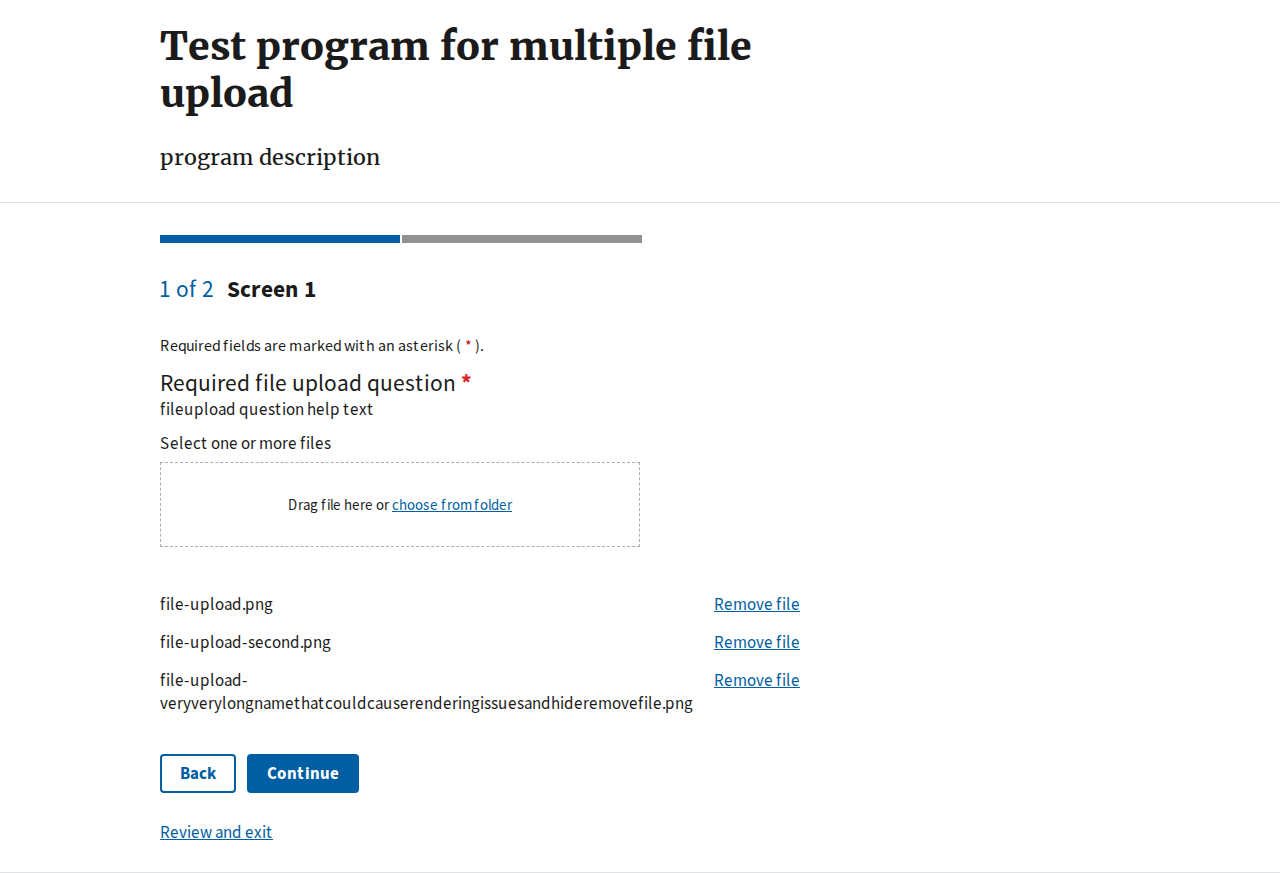 Test program for multiple file
upload
program description
1 of 2 Screen 1
Required fields are marked with an asterisk ( * ).
Required file upload question *
fileupload question help text
Select one or more files
Drag file here or choose from folder
file-upload.png Remove file
file-upload-second.png Remove file
file-upload- Remove file
veryverylongnamethatcouldcauserenderingissuesandhideremovefile.png
Back Continue
Review and exit